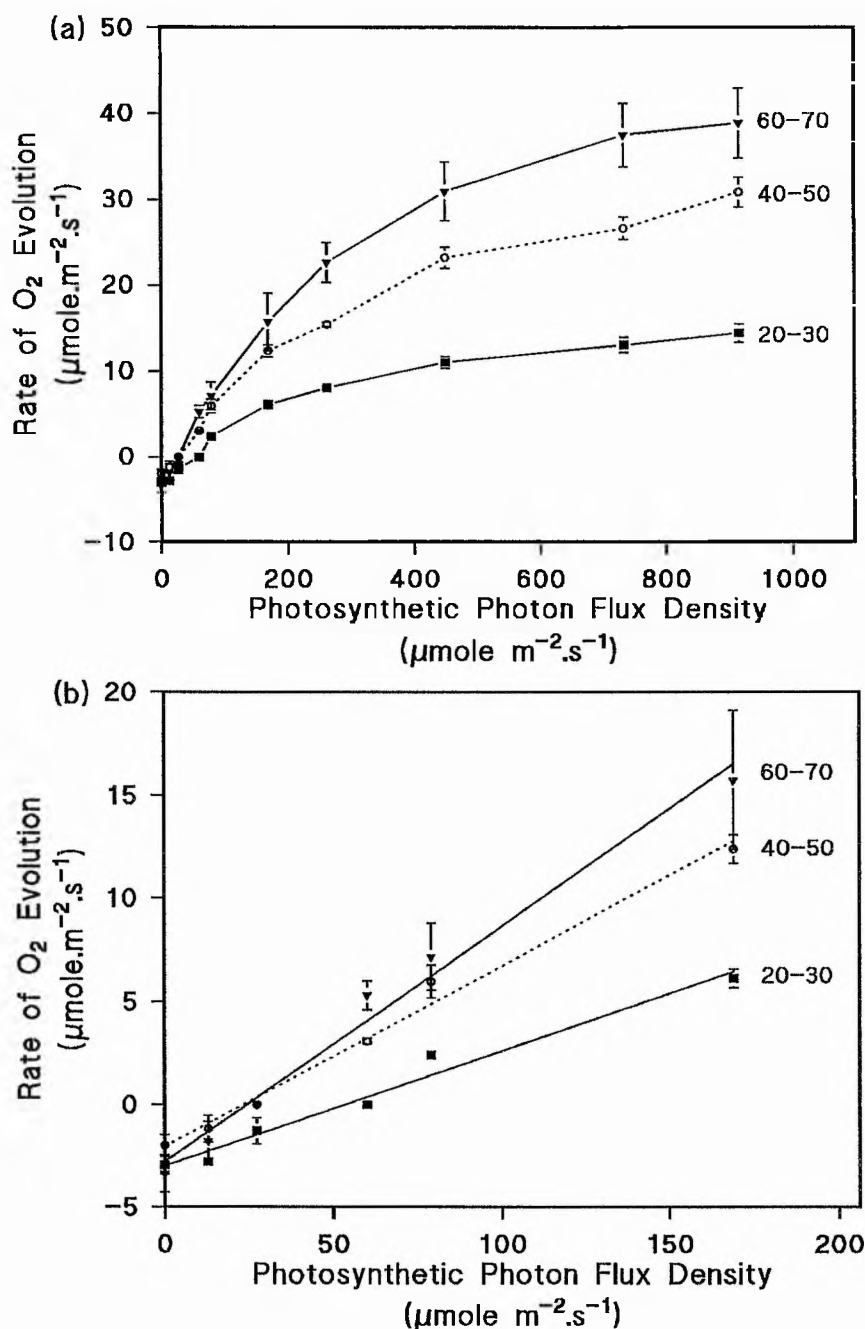 (a)
50
40
30
20
10
0
−10
Rate of O₂ Evolution
(µmole.m⁻².s⁻¹)
60−70
40−50
20−30
0 200 400 600 800 1000
Photosynthetic Photon Flux Density
(µmole m⁻².s⁻¹)
(b)
20
15
10
5
0
−5
Rate of O₂ Evolution
(µmole.m⁻².s⁻¹)
60−70
40−50
20−30
0 50 100 150 200
Photosynthetic Photon Flux Density
(µmole m⁻².s⁻¹)